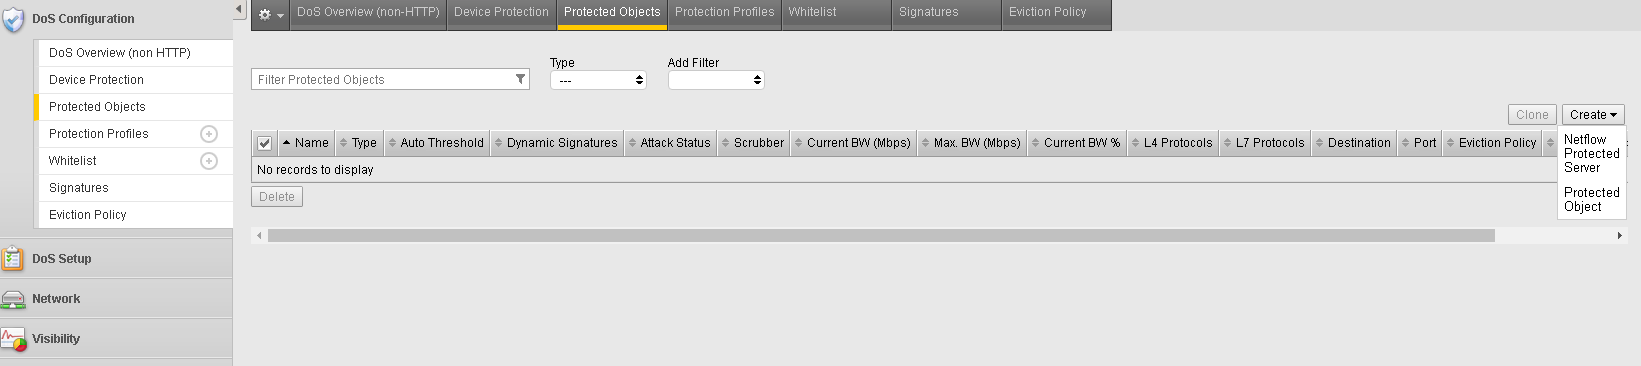 DoS Configuration
DoS Overview (non HTTP)
Device Protection
Protected Objects
Protection Profiles
Whitelist
Signatures
Eviction Policy
DoS Setup
Network
Visibility
DoS Overview (non-HTTP) Device Protection Protected Objects Protection Profiles Whitelist Signatures Eviction Policy
Type Add Filter
Filter Protected Objects --- 
Clone Create
Netflow
Protected
Server
Protected
Object
Name Type Auto Threshold Dynamic Signatures Attack Status Scrubber Current BW (Mbps) Max. BW (Mbps) Current BW % L4 Protocols L7 Protocols Destination Port Eviction Policy
No records to display
Delete